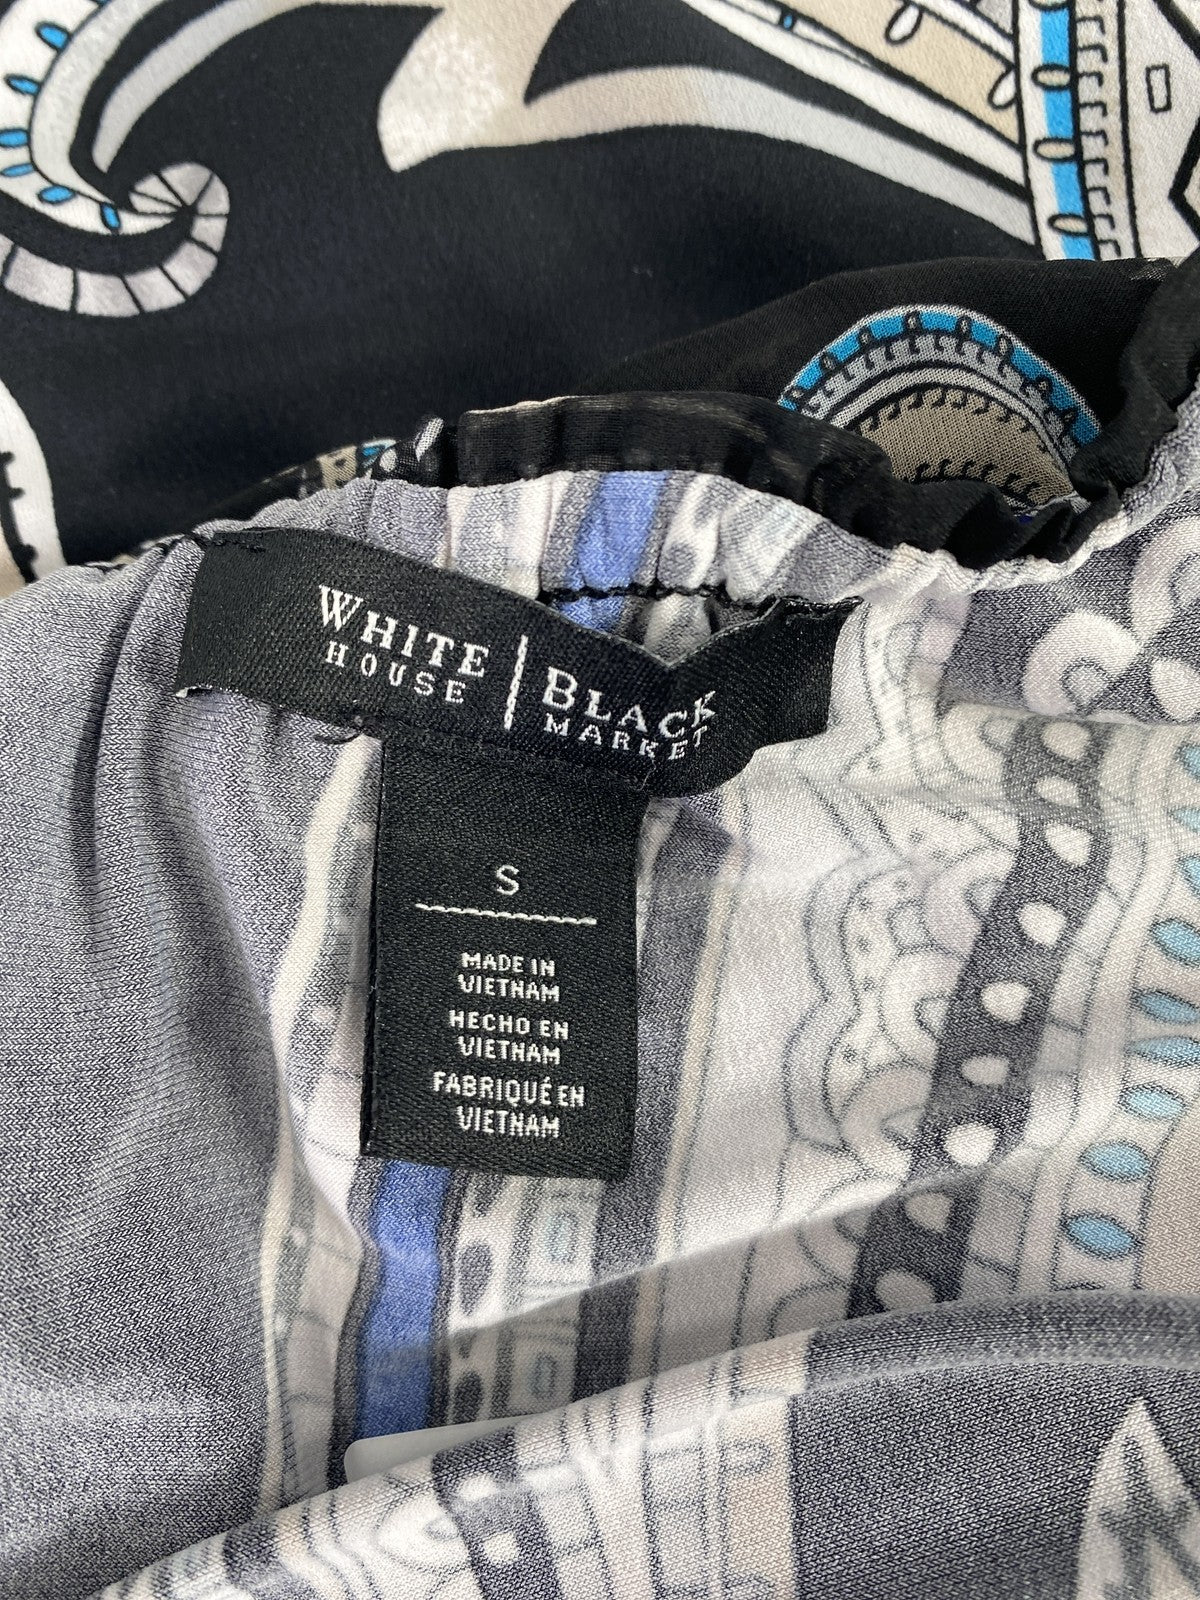 WHITE | BLACK
HOUSE MARKET
S
MADE IN
VIETNAM
HECHO EN
VIETNAM
FABRIQUÉ EN
VIETNAM